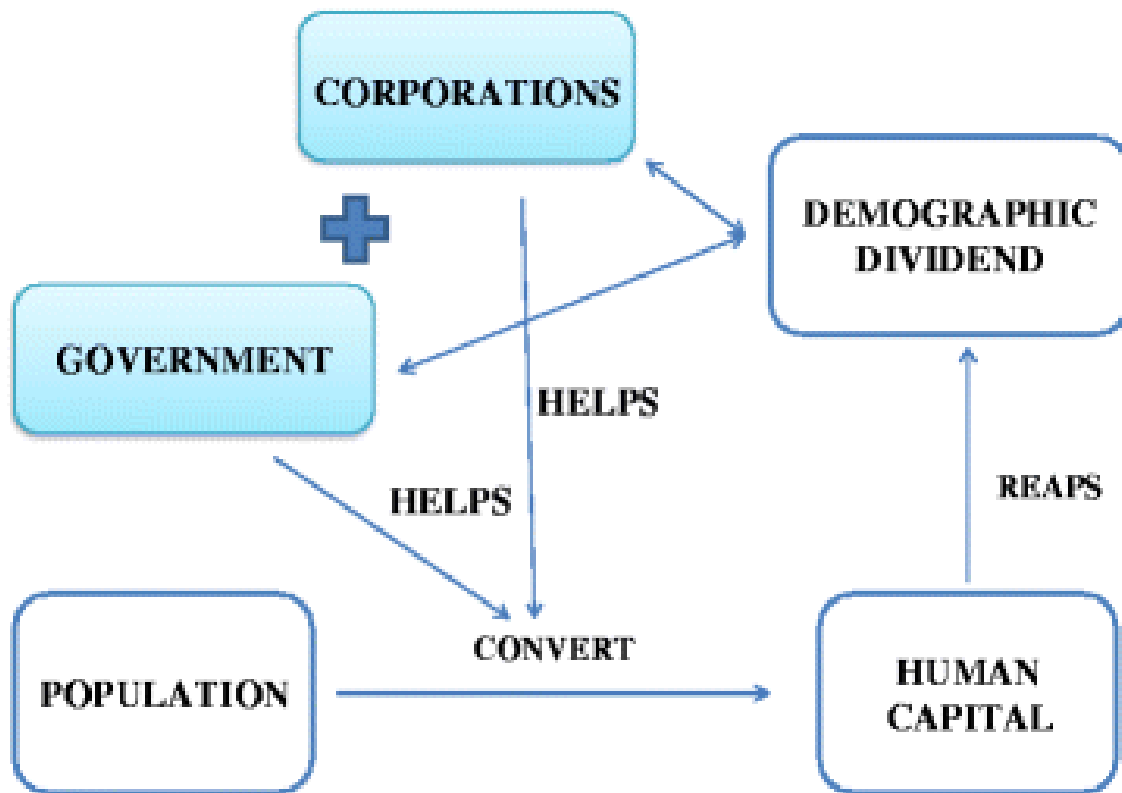 CORPORATIONS
DEMOGRAPHIC
DIVIDEND
GOVERNMENT
HELPS
HELPS
REAPS
CONVERT
POPULATION
HUMAN
CAPITAL